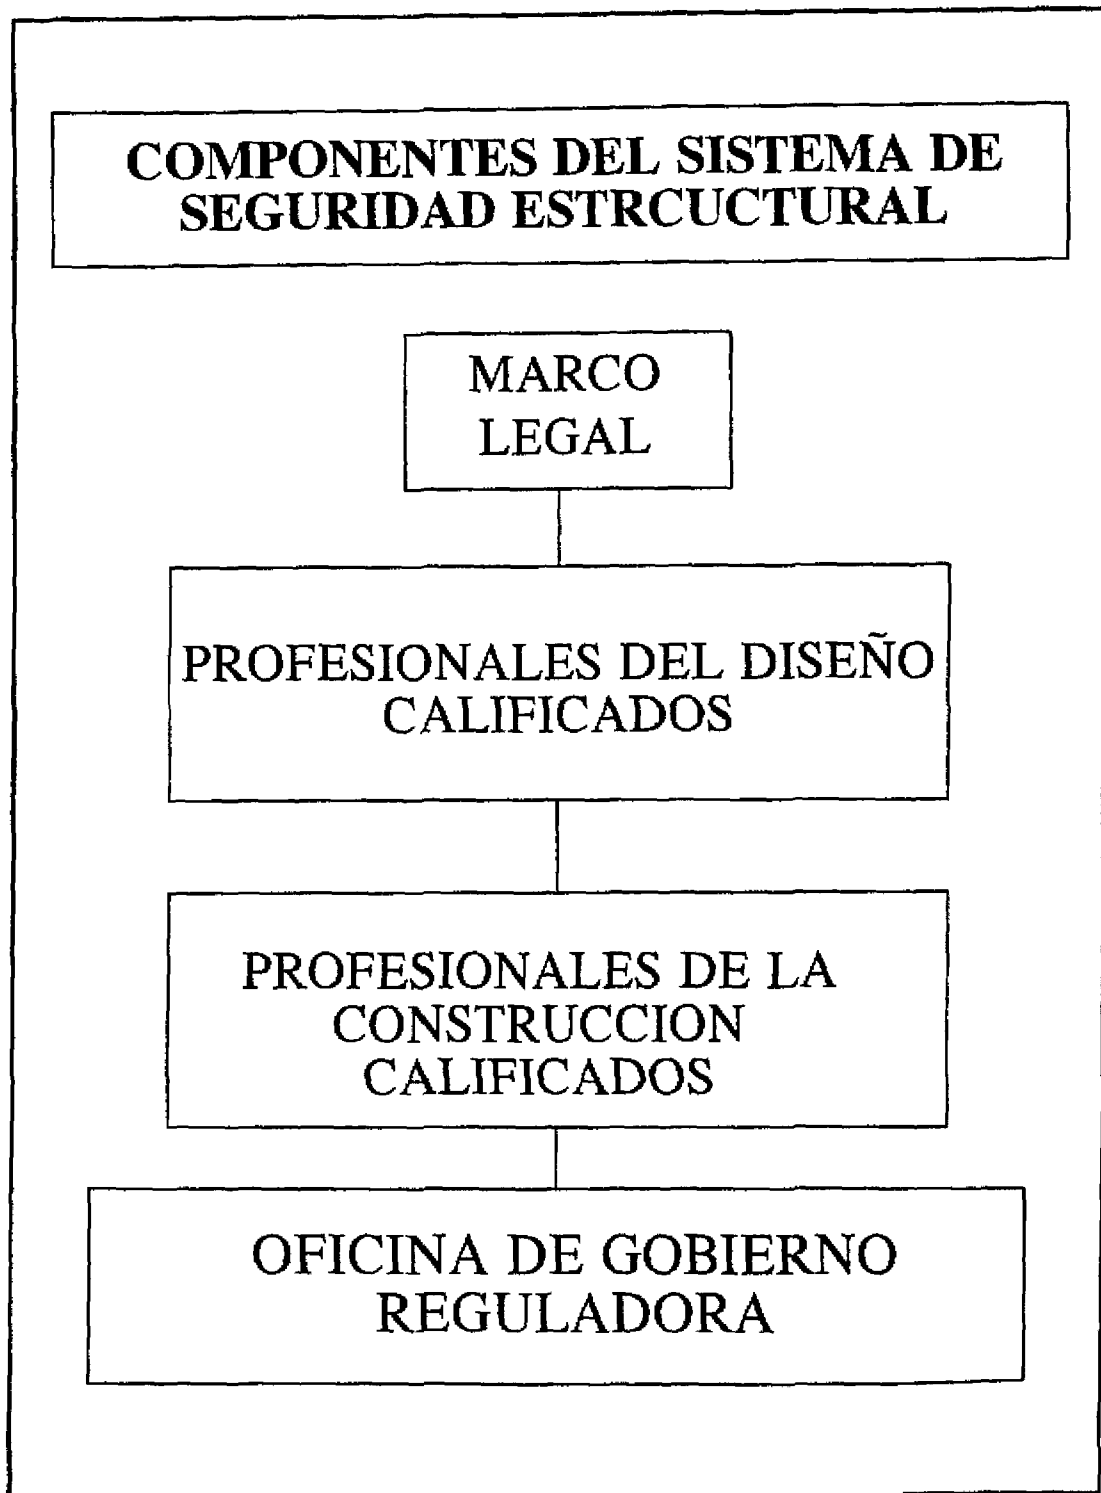 COMPONENTES DEL SISTEMA DE
SEGURIDAD ESTRCUCTURAL
MARCO
LEGAL
PROFESIONALES DEL DISEÑO
CALIFICADOS
PROFESIONALES DE LA
CONSTRUCCION
CALIFICADOS
OFICINA DE GOBIERNO
REGULADORA